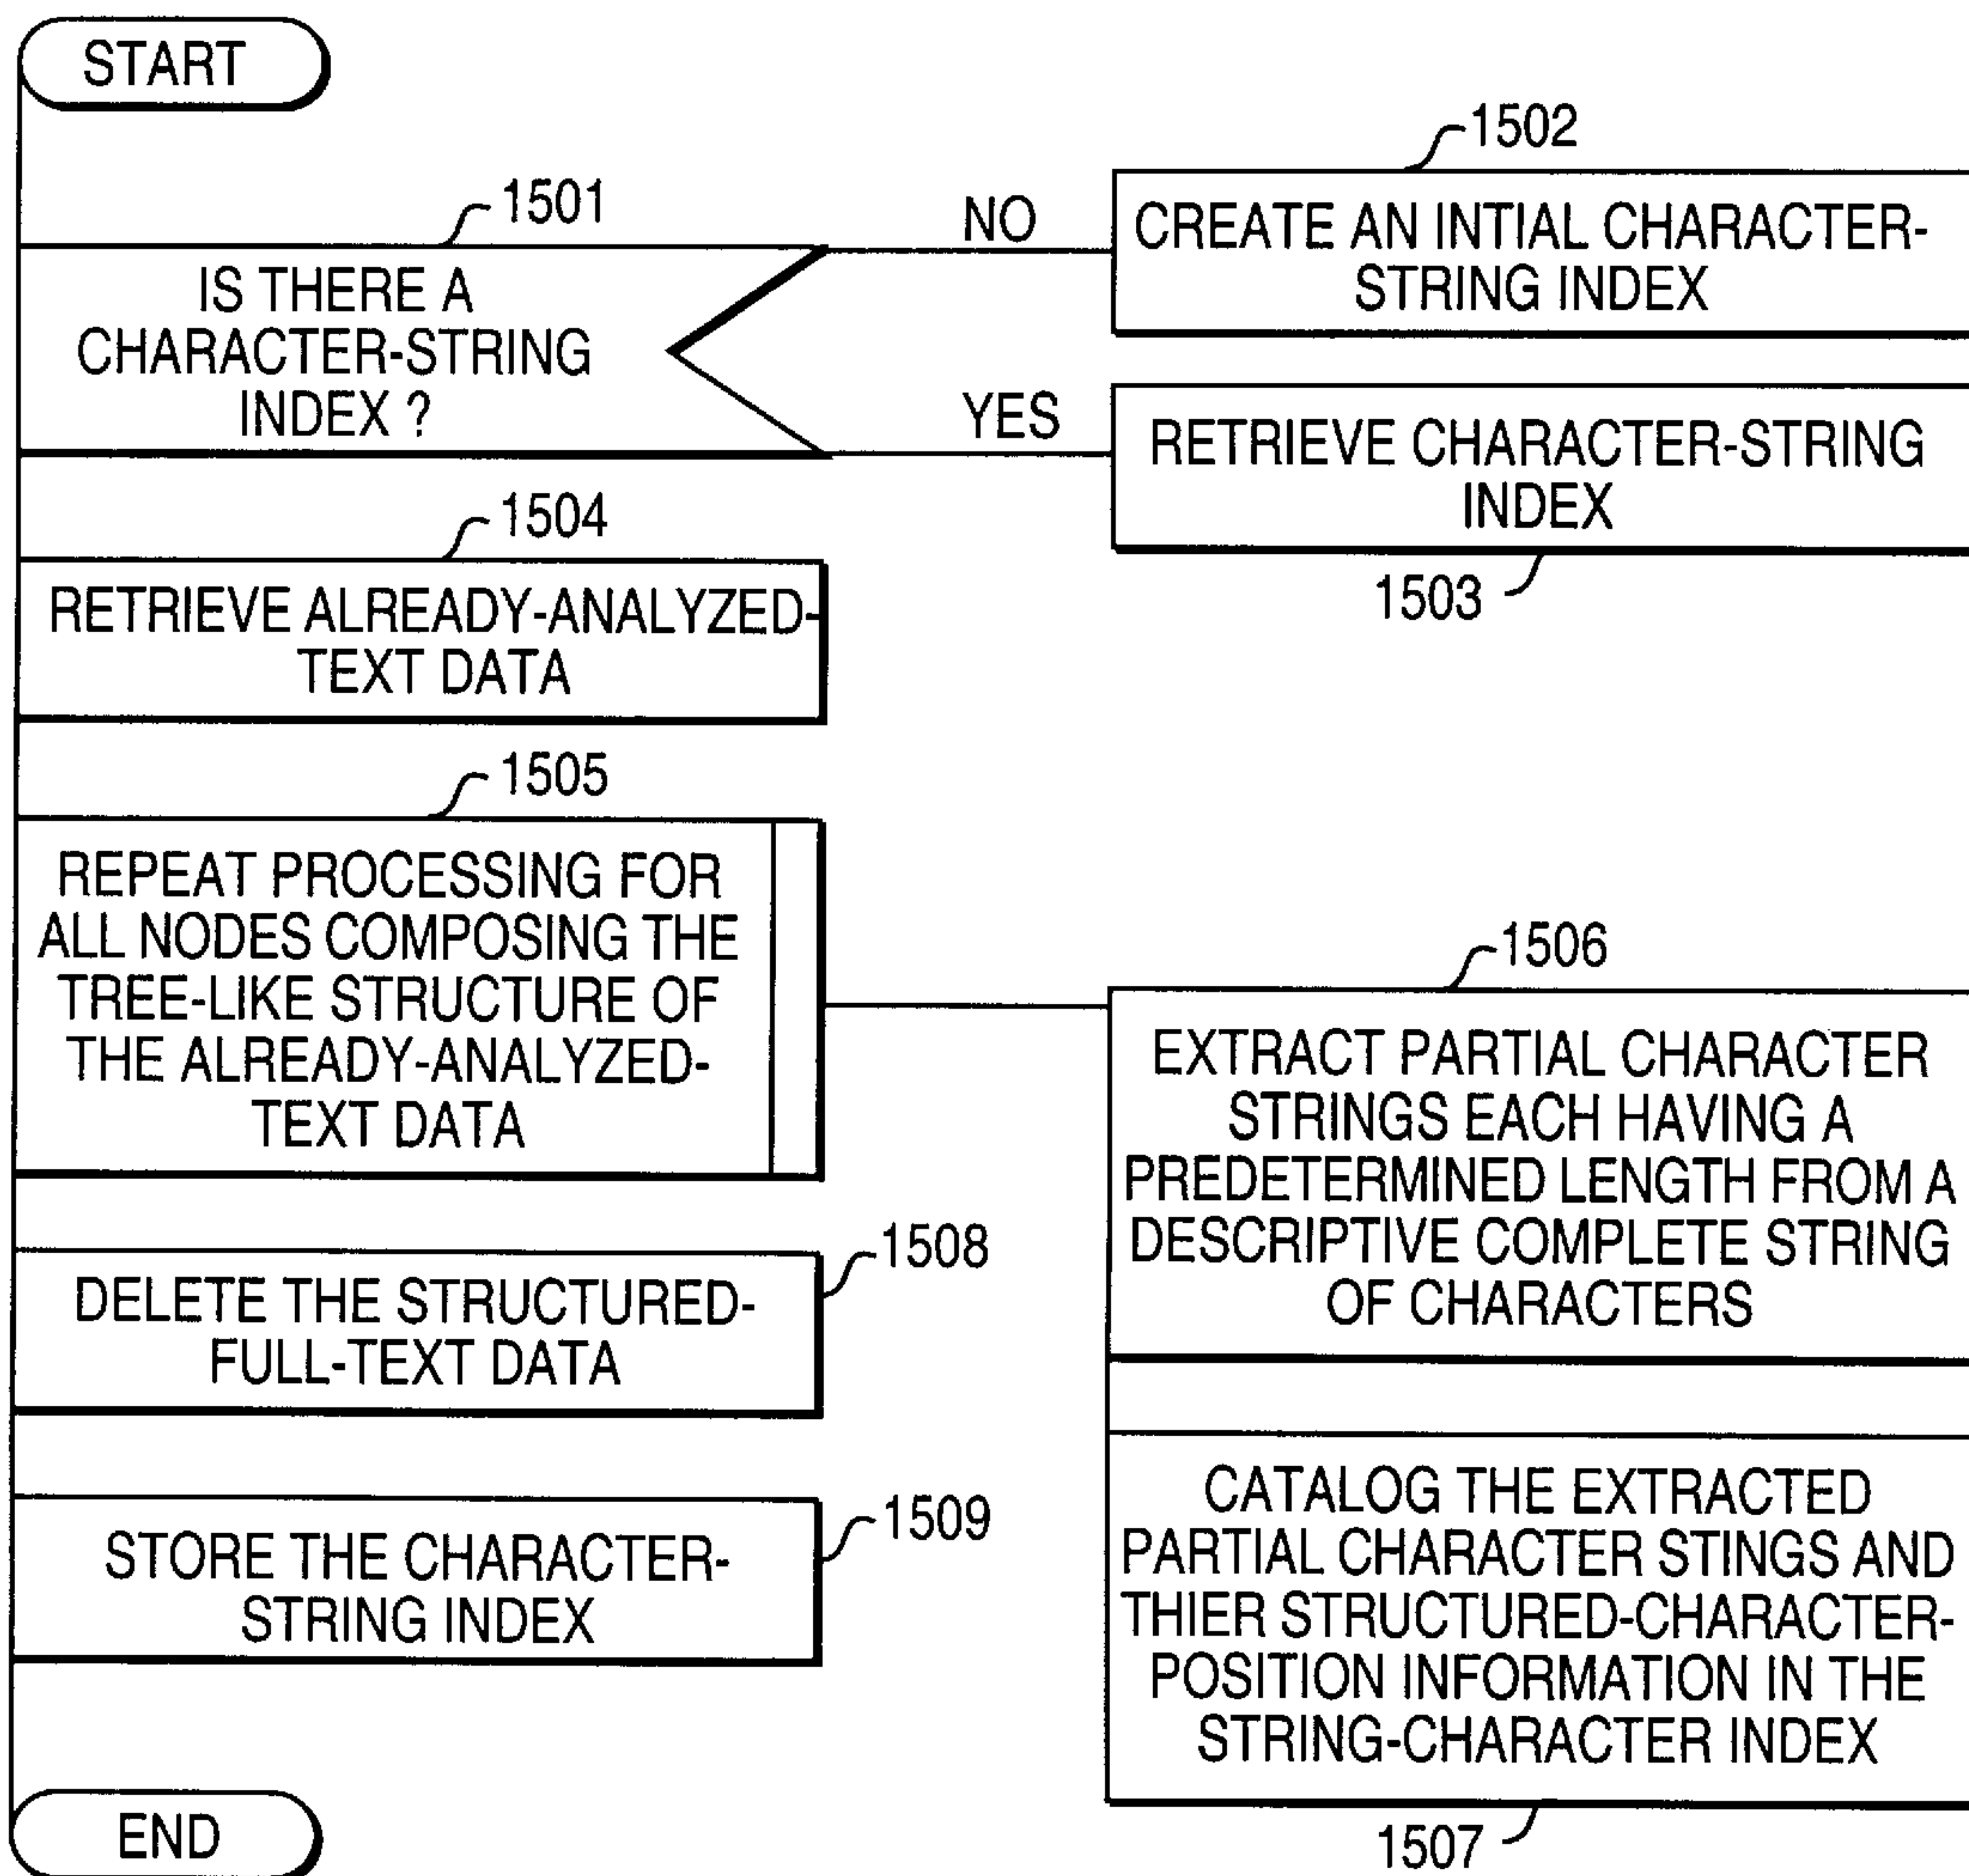 START
1501
IS THERE A
CHARACTER-STRING
INDEX ?
NO
1502
CREATE AN INTIAL CHARACTER-
STRING INDEX
YES
RETRIEVE CHARACTER-STRING
INDEX
1503
1504
RETRIEVE ALREADY-ANALYZED-
TEXT DATA
1505
REPEAT PROCESSING FOR
ALL NODES COMPOSING THE
TREE-LIKE STRUCTURE OF
THE ALREADY-ANALYZED-
TEXT DATA
1506
EXTRACT PARTIAL CHARACTER
STRINGS EACH HAVING A
PREDETERMINED LENGTH FROM A
DESCRIPTIVE COMPLETE STRING
OF CHARACTERS
CATALOG THE EXTRACTED
PARTIAL CHARACTER STINGS AND
THIER STRUCTURED-CHARACTER-
POSITION INFORMATION IN THE
STRING-CHARACTER INDEX
1507
1508
DELETE THE STRUCTURED-
FULL-TEXT DATA
1509
STORE THE CHARACTER-
STRING INDEX
END